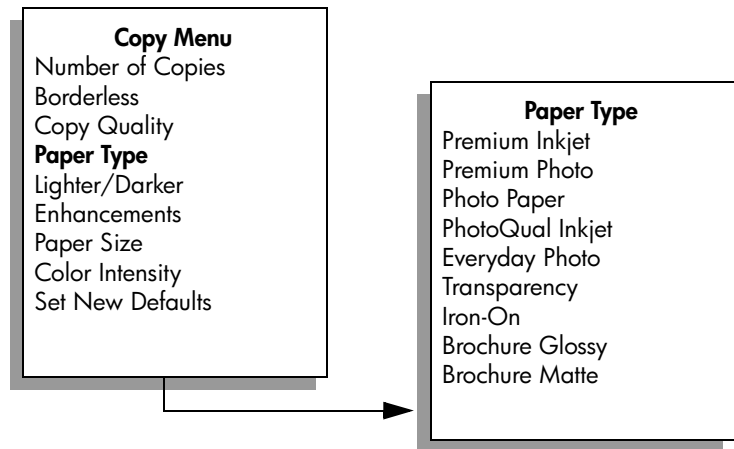 Copy Menu
Number of Copies
Borderless
Copy Quality
Paper Type
Lighter/Darker
Enhancements
Paper Size
Color Intensity
Set New Defaults
Paper Type
Premium Inkjet
Premium Photo
Photo Paper
PhotoQual Inkjet
Everyday Photo
Transparency
Iron-On
Brochure Glossy
Brochure Matte